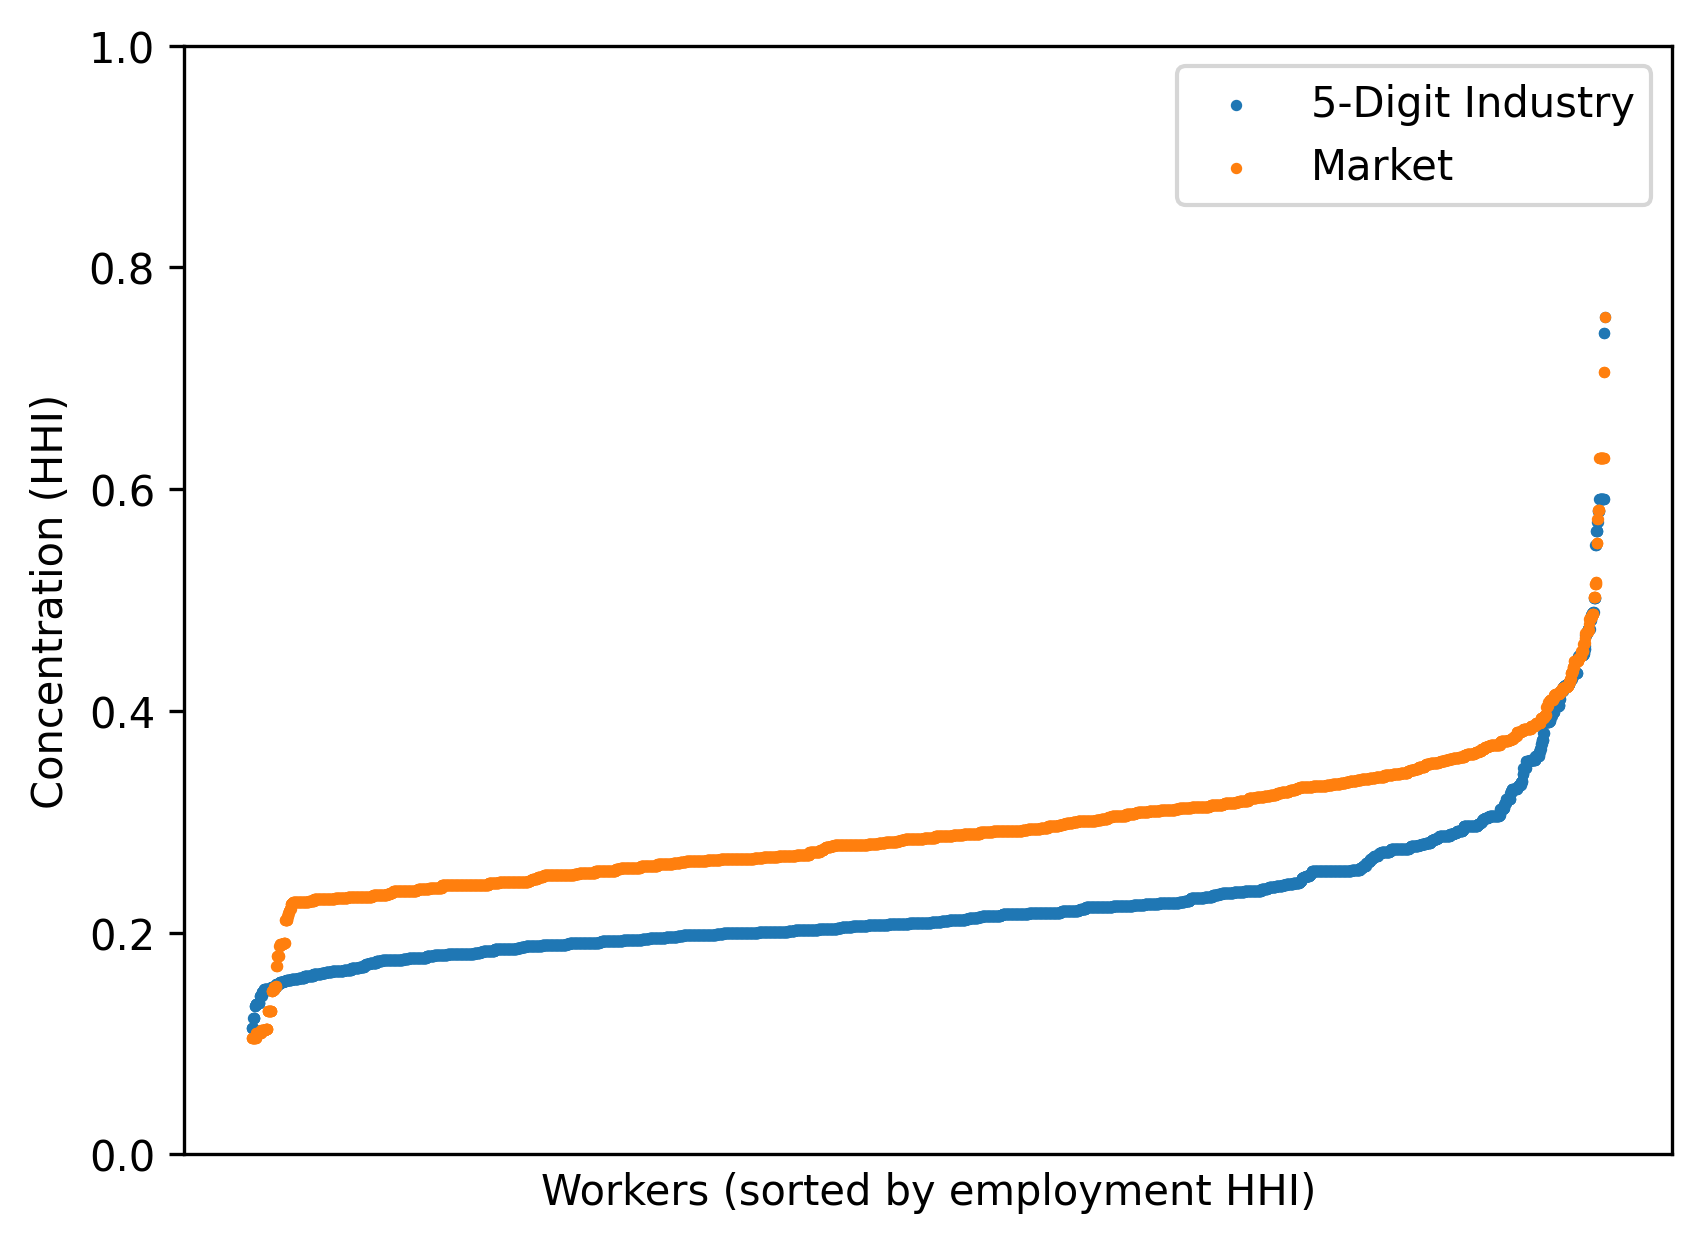 1.0
0.8
0.6
0.4
0.2
0.0
Concentration (HHI)
Workers (sorted by employment HHI)
5-Digit Industry
Market